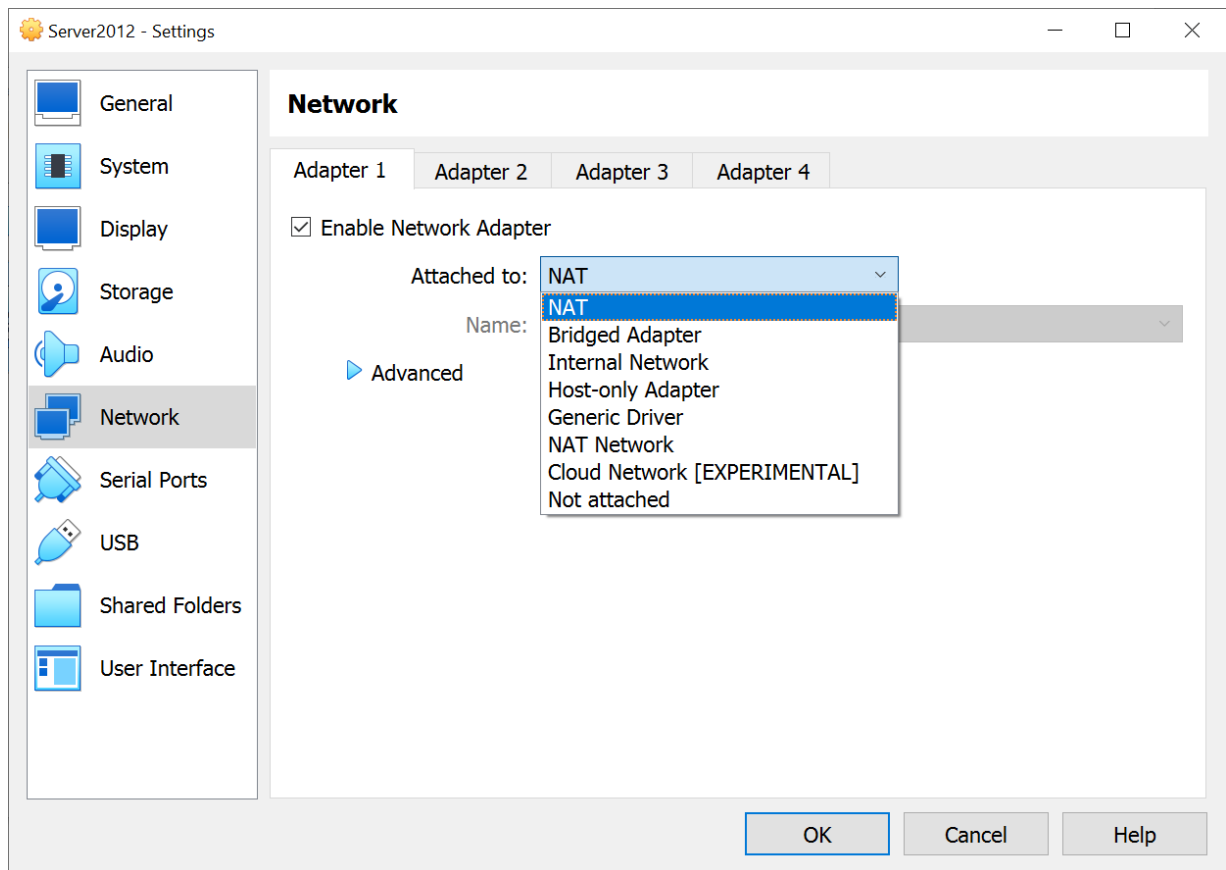 Server2012 - Settings
General
System
Display
Storage
Audio
Network
Serial Ports
USB
Shared Folders
User Interface
Network
Adapter 1 Adapter 2 Adapter 3 Adapter 4
Enable Network Adapter
Attached to: NAT
NAT
Name:
Bridged Adapter
Internal Network
Advanced
Host-only Adapter
Generic Driver
NAT Network
Cloud Network [EXPERIMENTAL]
Not attached
OK Cancel Help